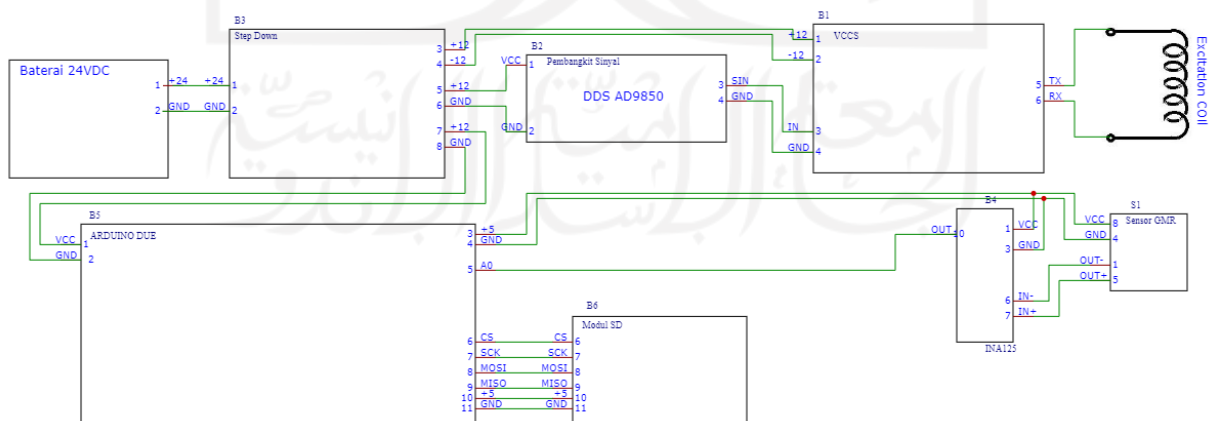 B3
Step Down
Baterai 24VDC
1 +24
2 GND
+24 1
GND 2
3 +12
4 -12
5 +12
6 GND
7 +12
8 GND
B2
Pembangkit Sinyal
DDS AD9850
VCC 1
GND 2
3 SIN
4 GND
B1
VCCS
+12 1
-12 2
IN 3
GND 4
5 TX
6 RX
Excitation COIl
B5
ARDUINO DUE
VCC 1
GND 2
3 +5
4 GND
5 A0
6 CS
7 SCK
8 MOSI
9 MISO
10 +5
11 GND
B6
Modul SD
CS 6
SCK 7
MOSI 8
MISO 9
+5 10
GND 11
B4
OUT 10
1 VCC
3 GND
6 IN-
7 IN+
INA125
S1
Sensor GMR
VCC 8
GND 4
OUT- 1
OUT+ 5